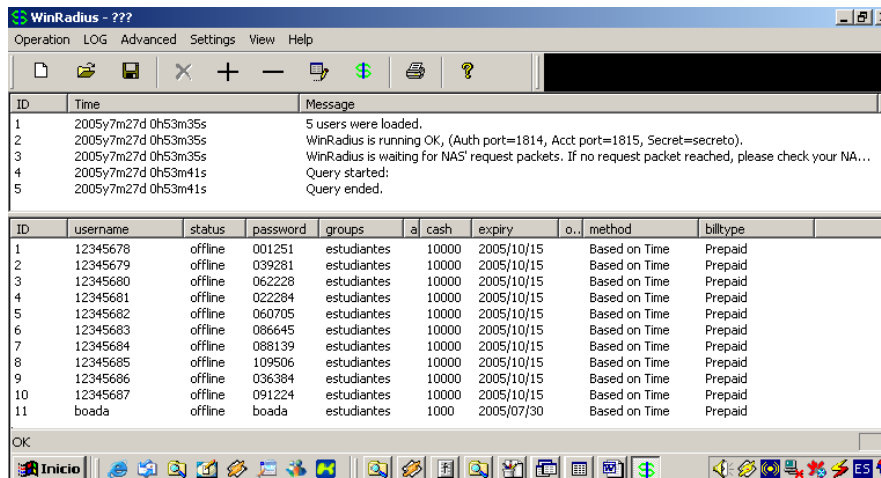 WinRadius - ???
Operation LOG Advanced Settings View Help
ID Time Message
1 2005y7m27d 0h53m35s 5 users were loaded.
2 2005y7m27d 0h53m35s WinRadius is running OK, (Auth port=1814, Acct port=1815, Secret=secreto).
3 2005y7m27d 0h53m35s WinRadius is waiting for NAS' request packets. If no request packet reached, please check your NA...
4 2005y7m27d 0h53m41s Query started:
5 2005y7m27d 0h53m41s Query ended.
ID username status password groups a cash expiry o.. method billtype
1 12345678 offline 001251 estudiantes 10000 2005/10/15 Based on Time Prepaid
2 12345679 offline 039281 estudiantes 10000 2005/10/15 Based on Time Prepaid
3 12345680 offline 062228 estudiantes 10000 2005/10/15 Based on Time Prepaid
4 12345681 offline 022284 estudiantes 10000 2005/10/15 Based on Time Prepaid
5 12345682 offline 060705 estudiantes 10000 2005/10/15 Based on Time Prepaid
6 12345683 offline 086645 estudiantes 10000 2005/10/15 Based on Time Prepaid
7 12345684 offline 088139 estudiantes 10000 2005/10/15 Based on Time Prepaid
8 12345685 offline 109506 estudiantes 10000 2005/10/15 Based on Time Prepaid
9 12345686 offline 036384 estudiantes 10000 2005/10/15 Based on Time Prepaid
10 12345687 offline 091224 estudiantes 10000 2005/10/15 Based on Time Prepaid
11 boada offline boada estudiantes 1000 2005/07/30 Based on Time Prepaid
OK
Inicio ES